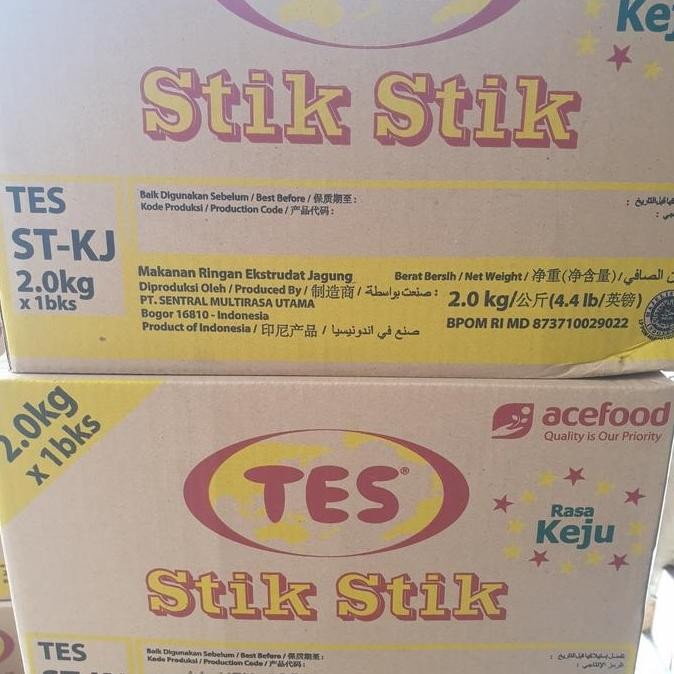 Stik Stik
TES
ST-KJ
2.0kg
x 1bks
Baik Digunakan Sebelum / Best Before / 保质期至 :
Kode Produksi / Production Code / 产品代码 :
Makanan Ringan Ekstrudat Jagung
Diproduksi Oleh / Produced By / 制造商 / صنعت بواسطة :
PT. SENTRAL MULTIRASA UTAMA
Bogor 16810 - Indonesia
Product of Indonesia / 印尼产品 / صنع في اندونيسيا
Berat Bersih / Net Weight / 净重(净含量) / الصافي
2.0 kg/公斤(4.4 lb/英镑)
BPOM RI MD 873710029022
2.0kg
x 1bks
acefood
Quality is Our Priority
TES®
Rasa
Keju
Stik Stik
TES
Baik Digunakan Sebelum / Best Before / 保质期至 :
Kode Produksi / Production Code / 产品代码 :